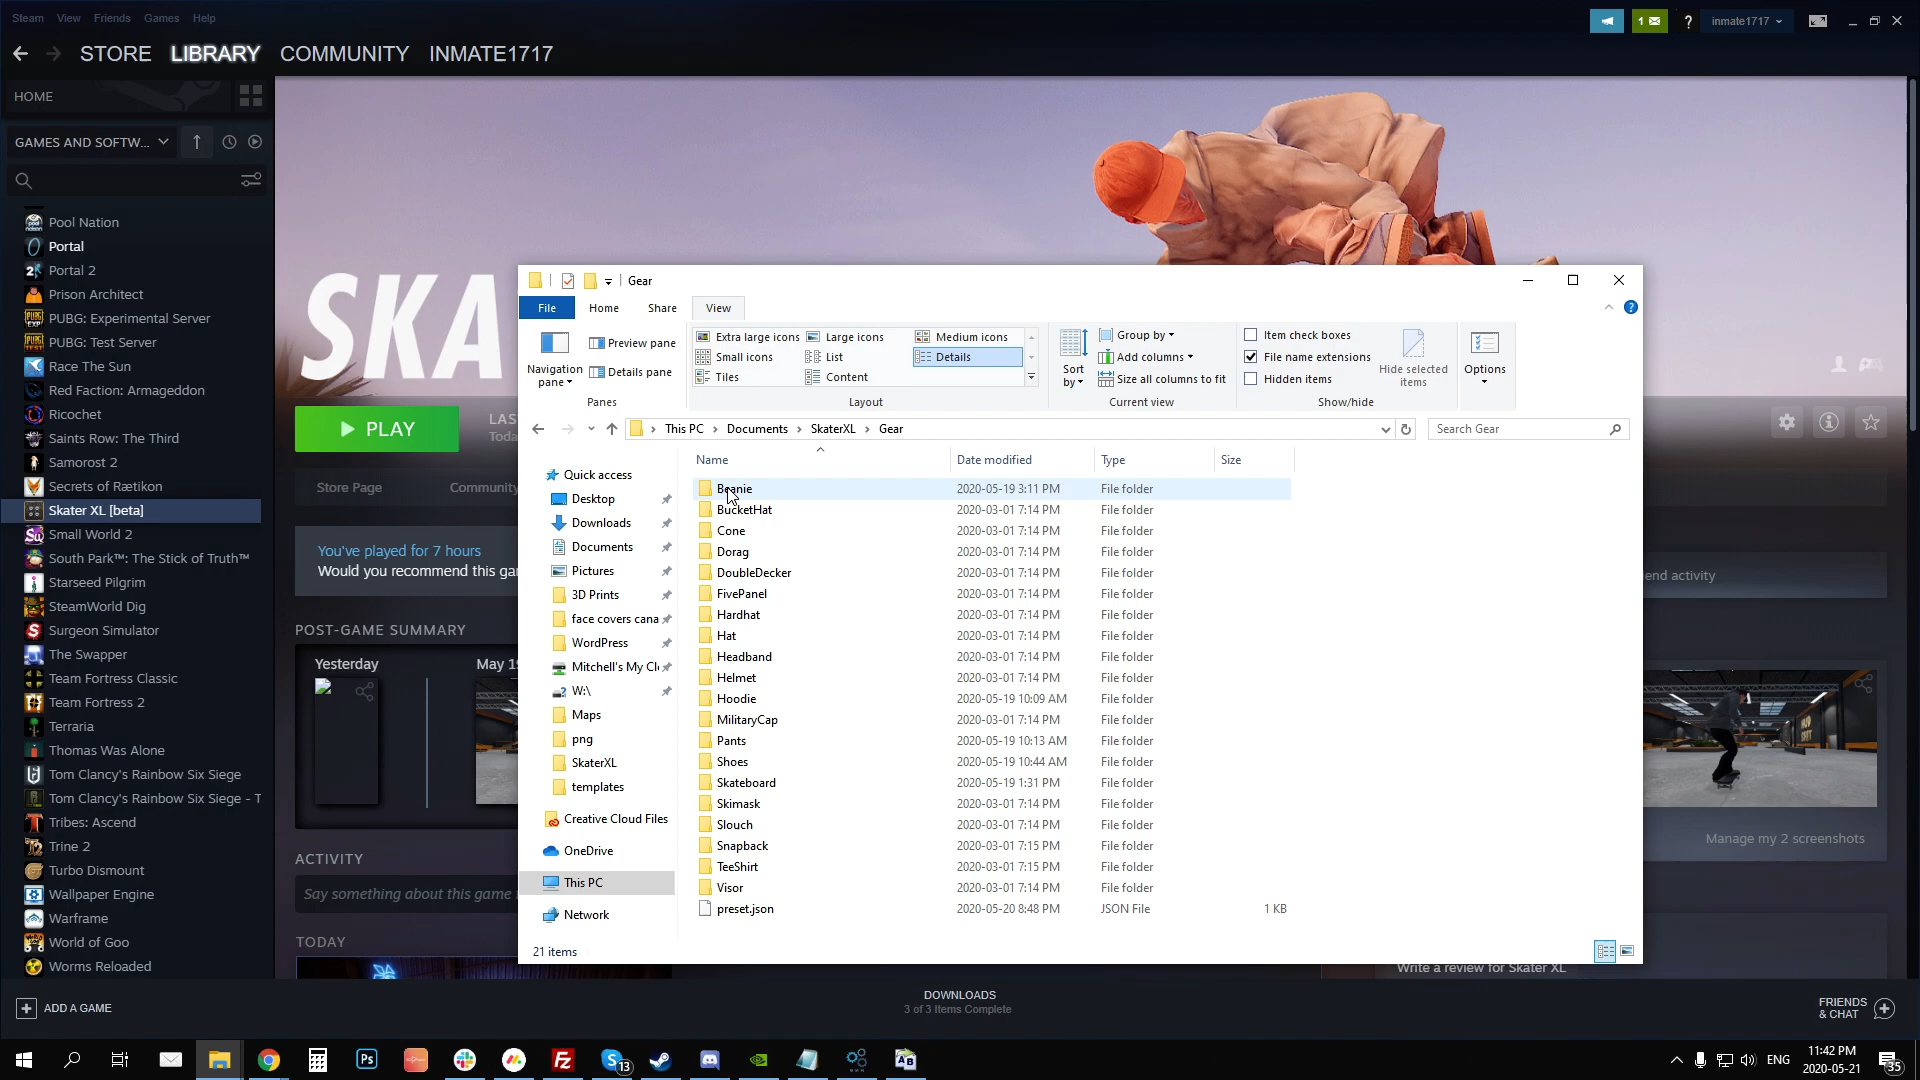 Steam View Friends Games Help
1
?
inmate1717
STORE LIBRARY COMMUNITY INMATE1717
HOME
GAMES AND SOFTW...
Pool Nation
Portal
Portal 2
Prison Architect
PUBG: Experimental Server
PUBG: Test Server
Race The Sun
Red Faction: Armageddon
Ricochet
Saints Row: The Third
Samorost 2
Secrets of Rætikon
Skater XL [beta]
Small World 2
South Park™: The Stick of Truth™
Starseed Pilgrim
SteamWorld Dig
Surgeon Simulator
The Swapper
Team Fortress Classic
Team Fortress 2
Terraria
Thomas Was Alone
Tom Clancy's Rainbow Six Siege
Tom Clancy's Rainbow Six Siege - T
Tribes: Ascend
Trine 2
Turbo Dismount
Wallpaper Engine
Warframe
World of Goo
Worms Reloaded
ADD A GAME
SKA
PLAY
LAS
Toda
Store Page
Community
You've played for 7 hours
Would you recommend this gam
POST-GAME SUMMARY
Yesterday
May 19
ACTIVITY
Say something about this game
TODAY
Gear
File Home Share View
Navigation pane
Preview pane
Details pane
Panes
Extra large icons
Large icons
Medium icons
Small icons
List
Details
Tiles
Content
Layout
Sort by
Group by
Add columns
Size all columns to fit
Current view
Item check boxes
File name extensions
Hidden items
Hide selected items
Show/hide
Options
This PC > Documents > SkaterXL > Gear
Search Gear
Quick access
Desktop
Downloads
Documents
Pictures
3D Prints
face covers cana
WordPress
Mitchell's My Cl
W:\
Maps
png
SkaterXL
templates
Creative Cloud Files
OneDrive
This PC
Network
Name Date modified Type Size
Beanie 2020-05-19 3:11 PM File folder
BucketHat 2020-03-01 7:14 PM File folder
Cone 2020-03-01 7:14 PM File folder
Dorag 2020-03-01 7:14 PM File folder
DoubleDecker 2020-03-01 7:14 PM File folder
FivePanel 2020-03-01 7:14 PM File folder
Hardhat 2020-03-01 7:14 PM File folder
Hat 2020-03-01 7:14 PM File folder
Headband 2020-03-01 7:14 PM File folder
Helmet 2020-03-01 7:14 PM File folder
Hoodie 2020-05-19 10:09 AM File folder
MilitaryCap 2020-03-01 7:14 PM File folder
Pants 2020-05-19 10:13 AM File folder
Shoes 2020-05-19 10:44 AM File folder
Skateboard 2020-05-19 1:31 PM File folder
Skimask 2020-03-01 7:14 PM File folder
Slouch 2020-03-01 7:14 PM File folder
Snapback 2020-03-01 7:15 PM File folder
TeeShirt 2020-03-01 7:15 PM File folder
Visor 2020-03-01 7:14 PM File folder
preset.json 2020-05-20 8:48 PM JSON File 1 KB
21 items
end activity
Manage my 2 screenshots
Write a review for Skater XL
DOWNLOADS
3 of 3 Items Complete
FRIENDS
& CHAT
Ps
Fz
13
ENG
11:42 PM
2020-05-21
35